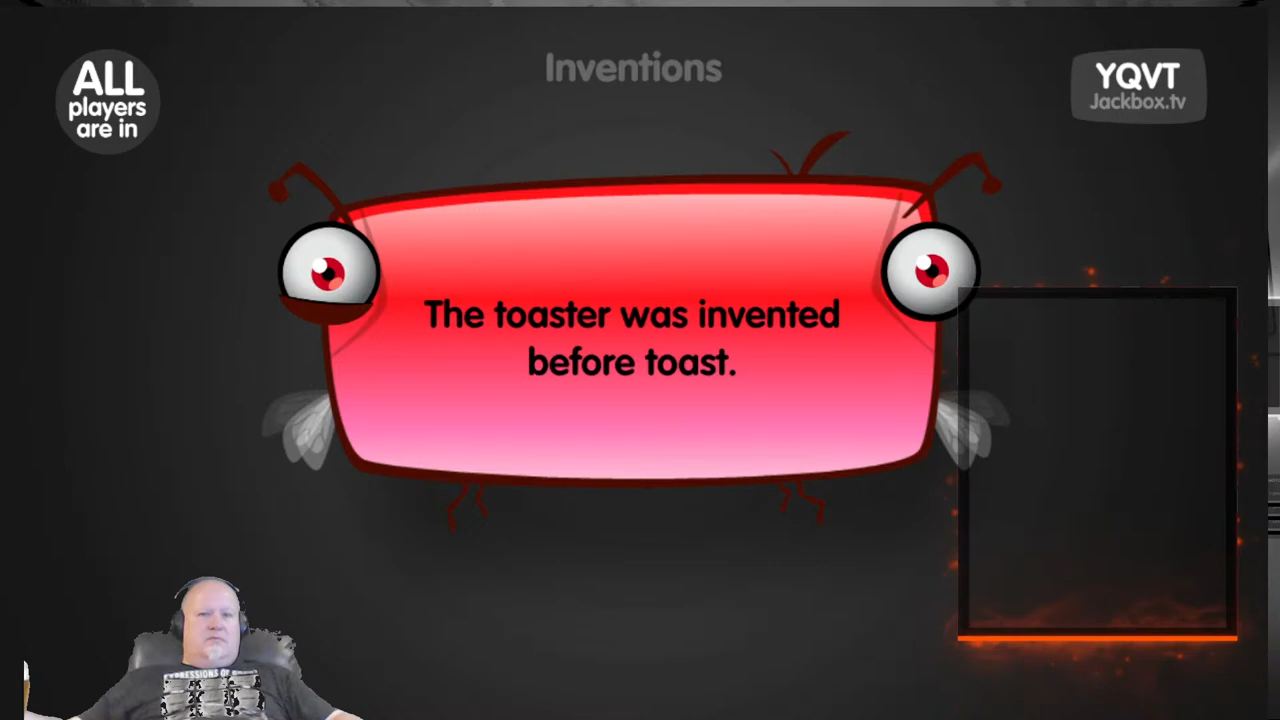 ALL
players
are in
Inventions
YQVT
Jackbox.tv
The toaster was invented
before toast.